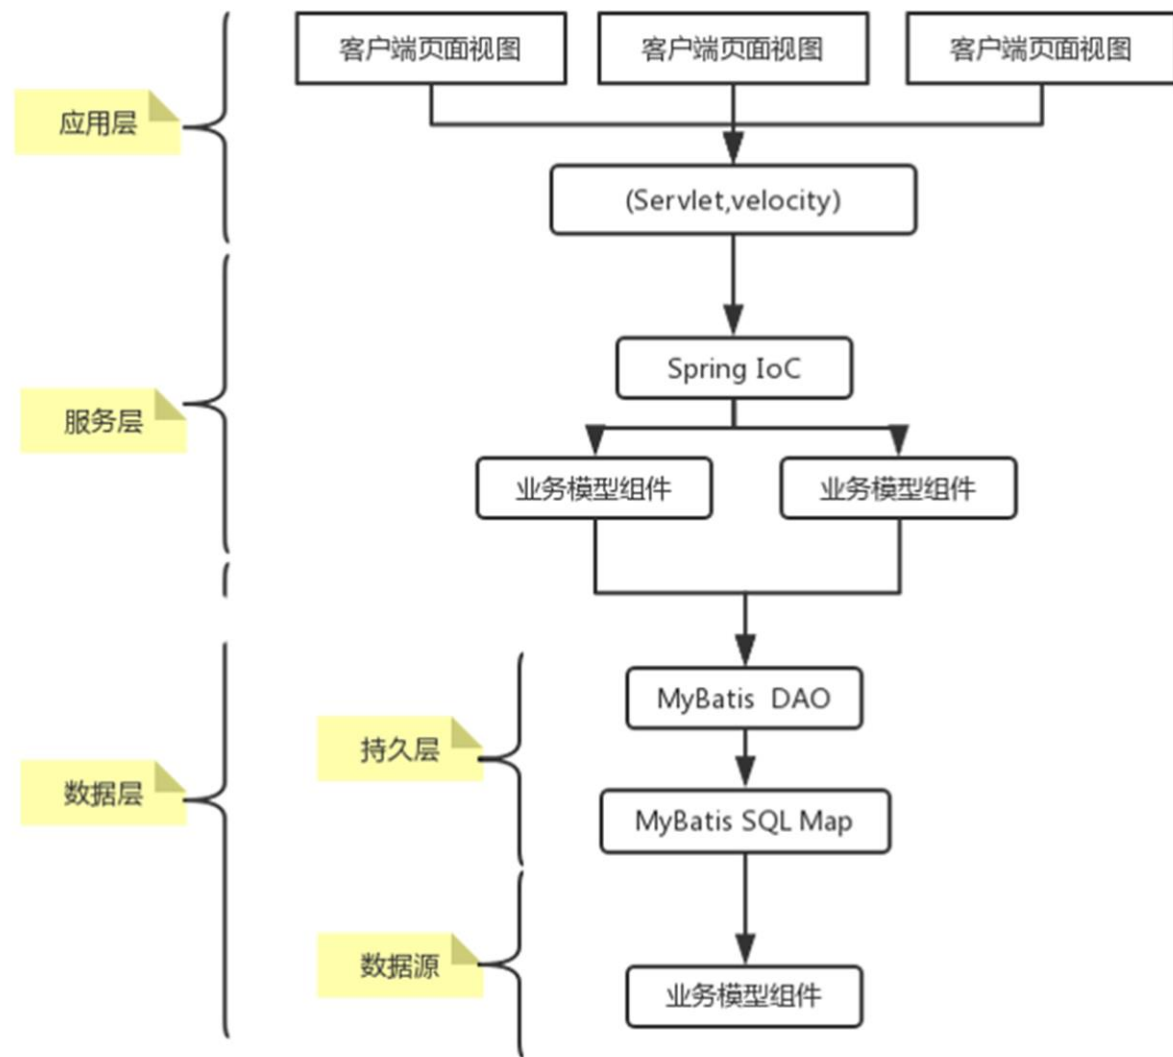 客户端页面视图
客户端页面视图
客户端页面视图
应用层
(Servlet,velocity)
Spring IoC
服务层
业务模型组件
业务模型组件
MyBatis DAO
持久层
数据层
MyBatis SQL Map
数据源
业务模型组件